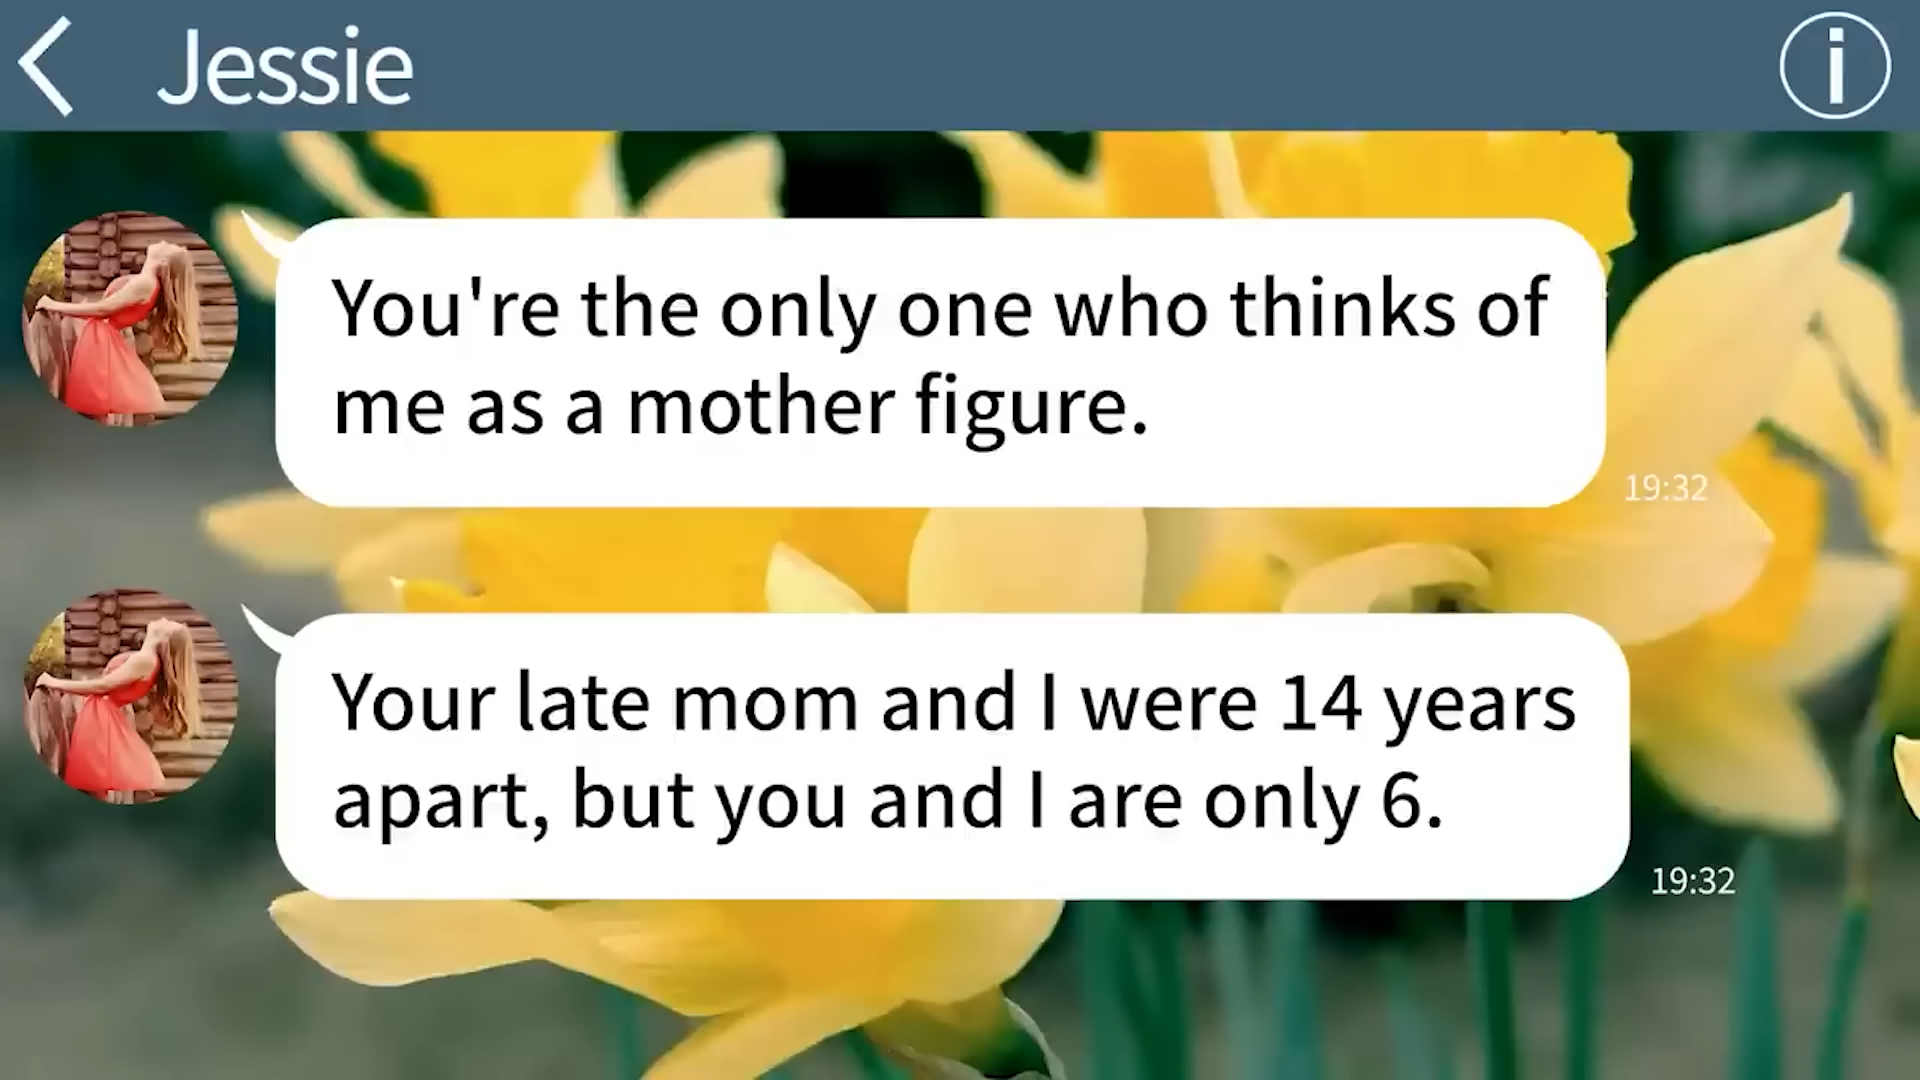 Jessie
You're the only one who thinks of
me as a mother figure.
19:32
Your late mom and I were 14 years
apart, but you and I are only 6.
19:32